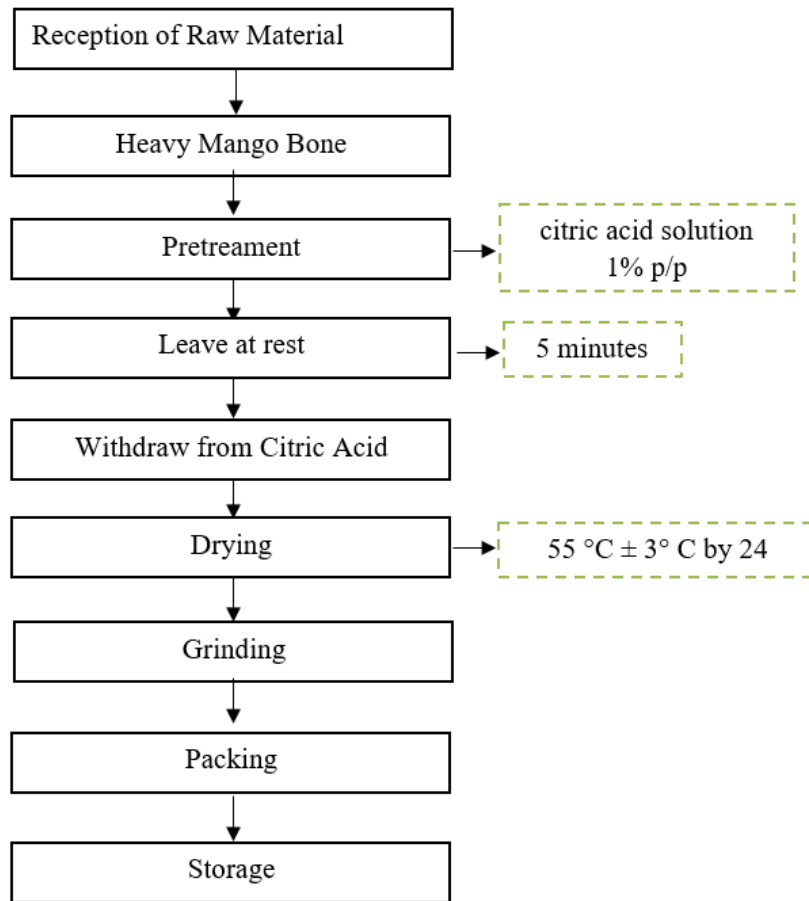 Reception of Raw Material
Heavy Mango Bone
Pretreament
citric acid solution
1% p/p
Leave at rest
5 minutes
Withdraw from Citric Acid
Drying
55 °C ± 3° C by 24
Grinding
Packing
Storage